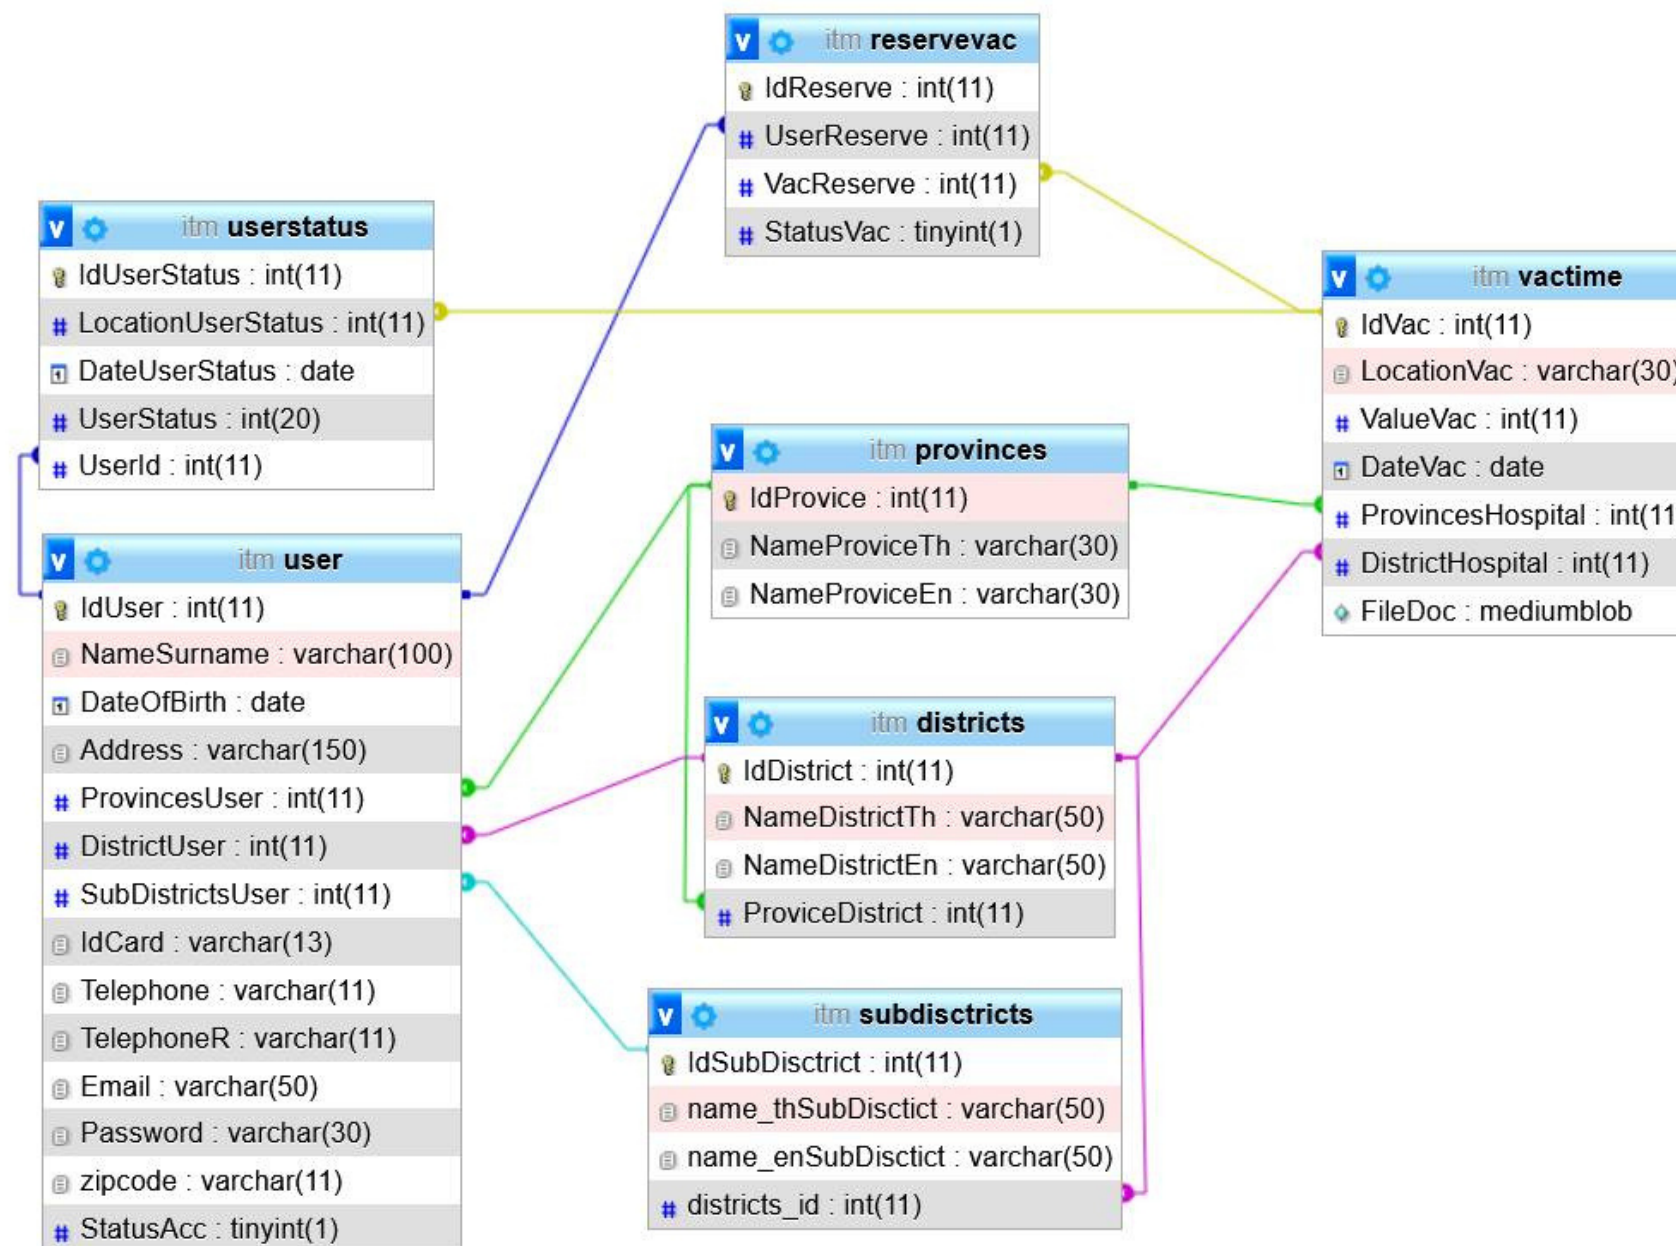 v itm reservevac
IdReserve : int(11)
# UserReserve : int(11)
# VacReserve : int(11)
# StatusVac : tinyint(1)
v itm userstatus
IdUserStatus : int(11)
# LocationUserStatus : int(11)
DateUserStatus : date
# UserStatus : int(20)
# UserId : int(11)
v itm vactime
IdVac : int(11)
LocationVac : varchar(30)
# ValueVac : int(11)
DateVac : date
# ProvincesHospital : int(11
# DistrictHospital : int(11)
FileDoc : mediumblob
v itm provinces
IdProvice : int(11)
NameProviceTh : varchar(30)
NameProviceEn : varchar(30)
v itm user
IdUser : int(11)
NameSurname : varchar(100)
DateOfBirth : date
Address : varchar(150)
# ProvincesUser : int(11)
# DistrictUser : int(11)
# SubDistrictsUser : int(11)
IdCard : varchar(13)
Telephone : varchar(11)
TelephoneR : varchar(11)
Email : varchar(50)
Password : varchar(30)
zipcode : varchar(11)
# StatusAcc : tinyint(1)
v itm districts
IdDistrict : int(11)
NameDistrictTh : varchar(50)
NameDistrictEn : varchar(50)
# ProviceDistrict : int(11)
v itm subdisctricts
IdSubDisctrict : int(11)
name_thSubDisctict : varchar(50)
name_enSubDisctict : varchar(50)
# districts_id : int(11)